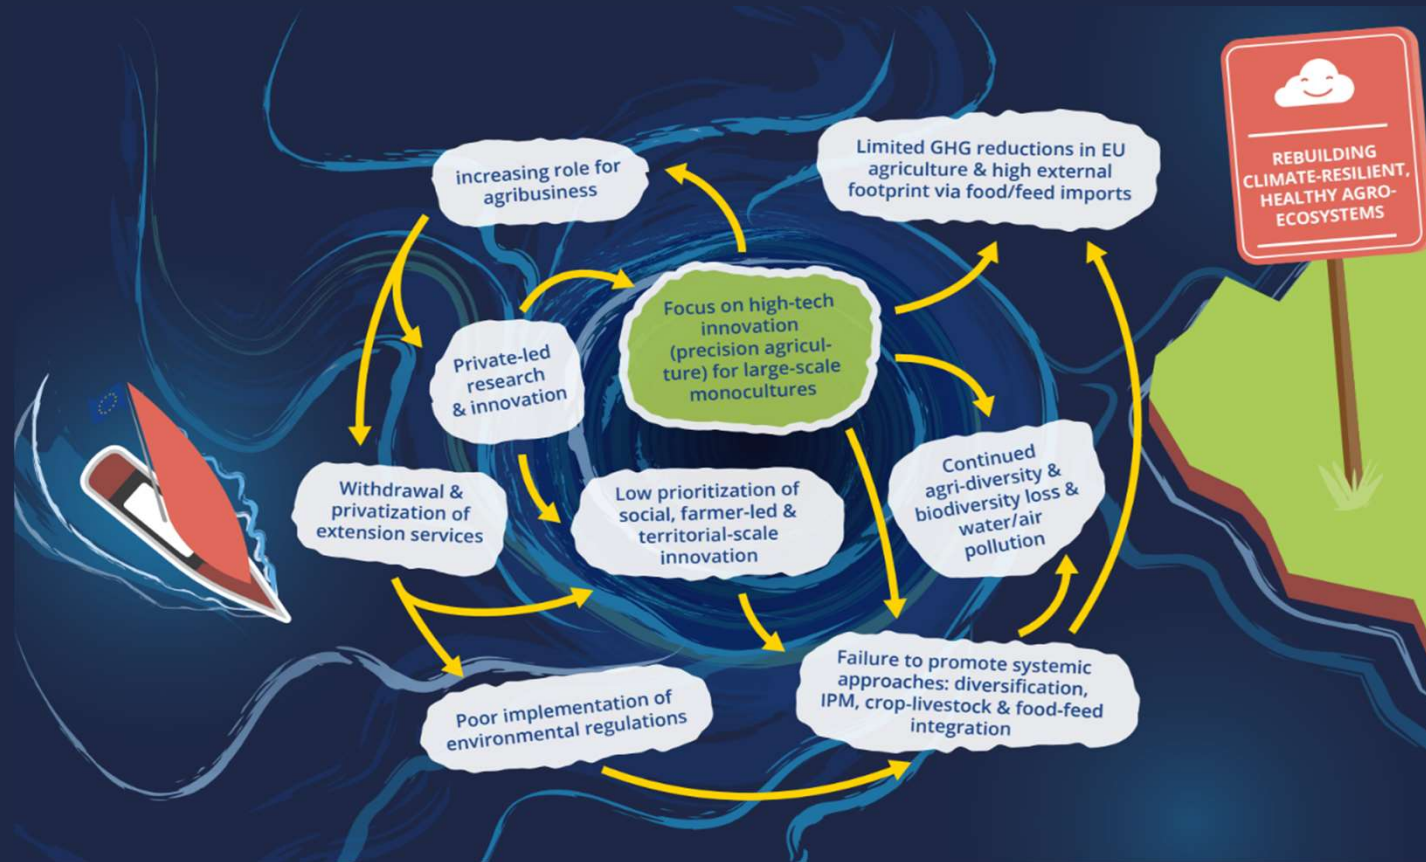 increasing role for
agribusiness
Limited GHG reductions in EU
agriculture & high external
footprint via food/feed imports
REBUILDING
CLIMATE-RESILIENT,
HEALTHY AGRO-
ECOSYSTEMS
Focus on high-tech
innovation
(precision agricul-
ture) for large-scale
monocultures
Private-led
research
& innovation
Withdrawal &
privatization of
extension services
Low prioritization of
social, farmer-led &
territorial-scale
innovation
Continued
agri-diversity &
biodiversity loss &
water/air
pollution
Poor implementation of
environmental regulations
Failure to promote systemic
approaches: diversification,
IPM, crop-livestock & food-feed
integration